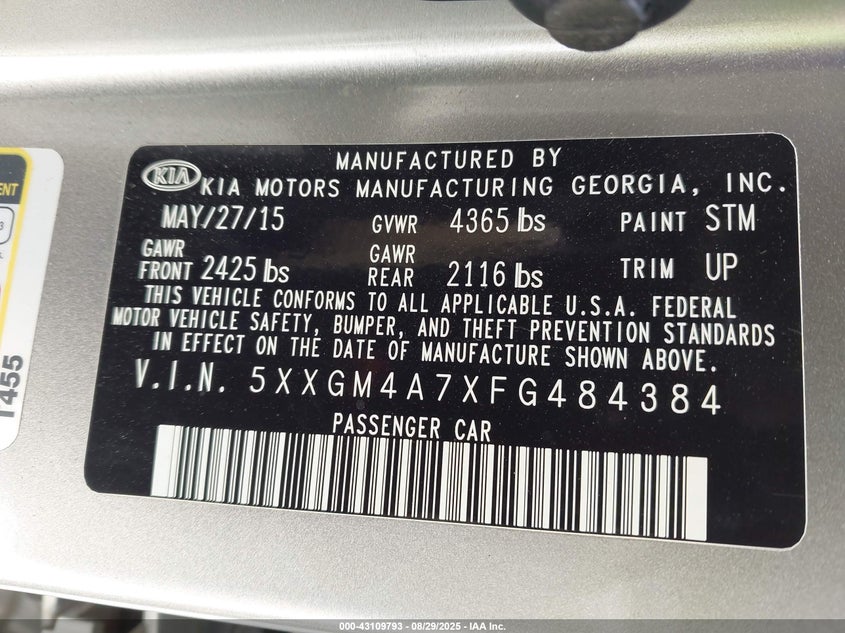 MANUFACTURED BY
KIA KIA MOTORS MANUFACTURING GEORGIA, INC.
MAY/27/15 GVWR 4365 lbs PAINT STM
GAWR FRONT 2425 lbs GAWR REAR 2116 lbs TRIM UP
THIS VEHICLE CONFORMS TO ALL APPLICABLE U.S.A. FEDERAL
MOTOR VEHICLE SAFETY, BUMPER, AND THEFT PREVENTION STANDARDS
IN EFFECT ON THE DATE OF MANUFACTURE SHOWN ABOVE.
V.I.N. 5XXGM4A7XFG484384
PASSENGER CAR
1455
000-43109793 - 08/29/2025 - IAA Inc.